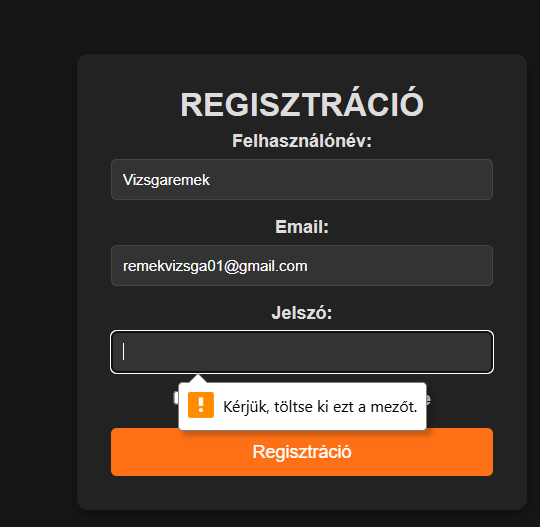 REGISZTRÁCIÓ
Felhasználónév:
Vizsgaremek
Email:
remekvizsga01@gmail.com
Jelszó:
Kérjük, töltse ki ezt a mezőt.
Regisztráció